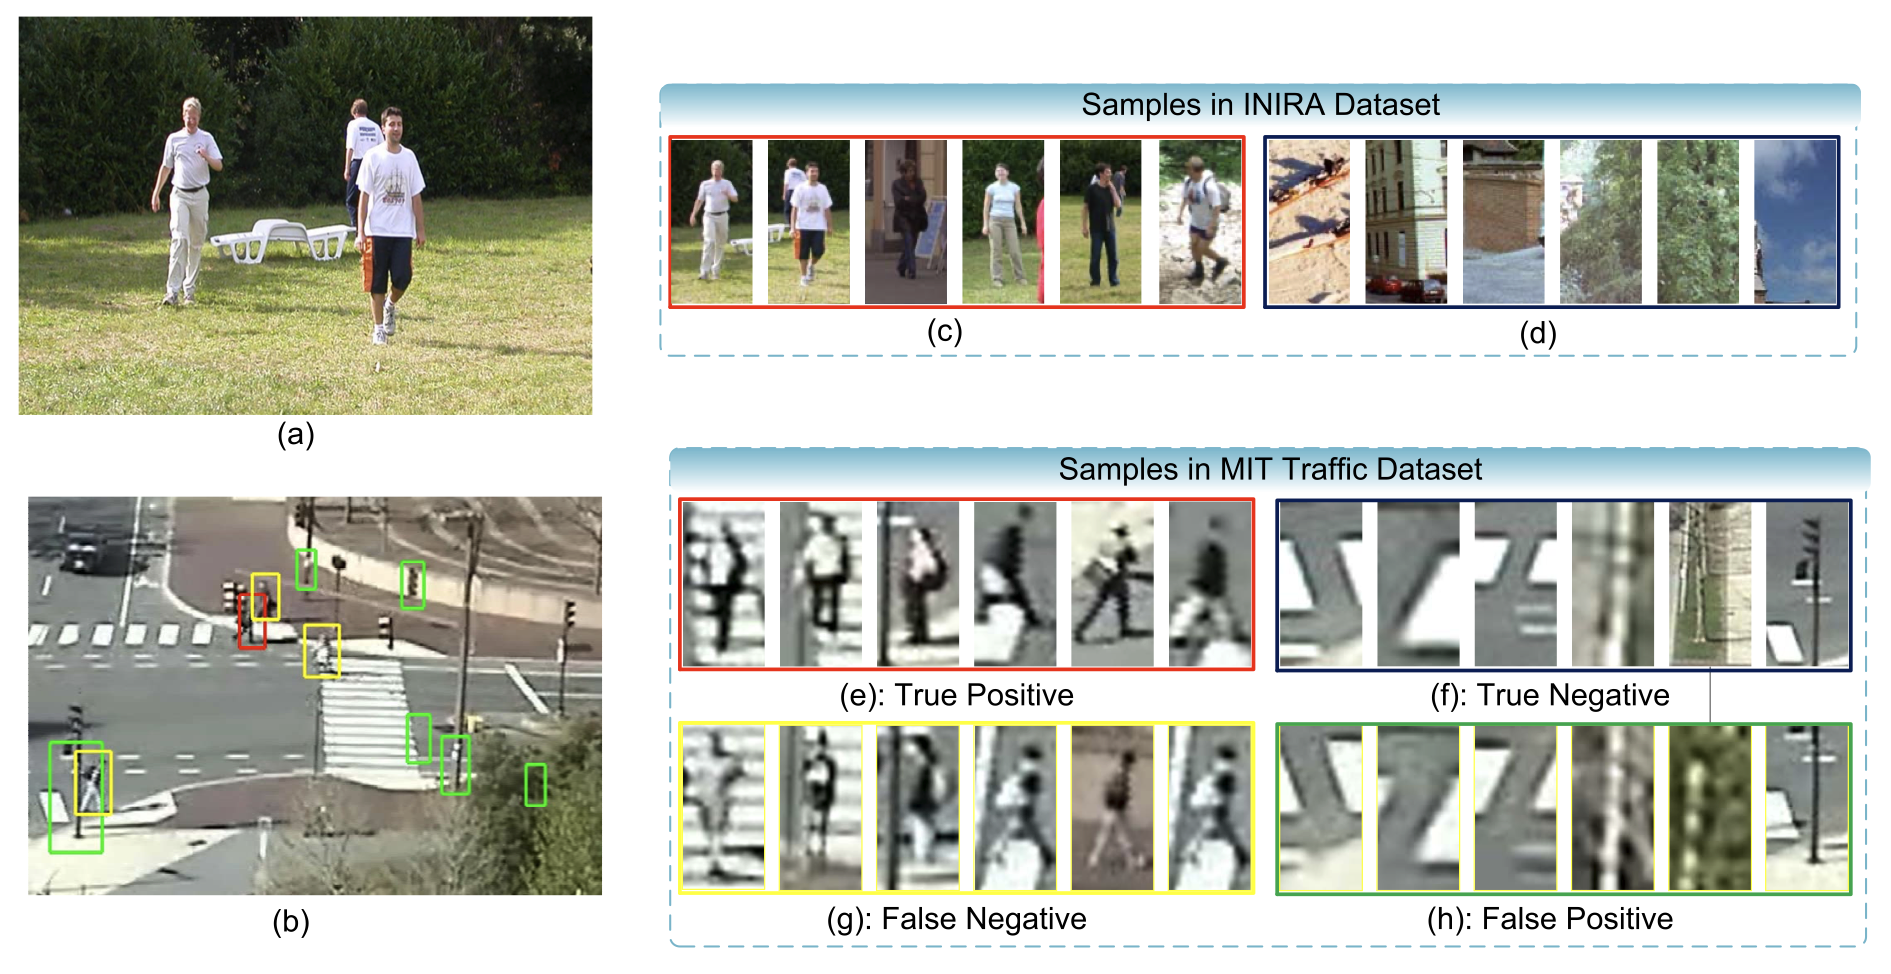 (a)
Samples in INIRA Dataset
(c)
(d)
(b)
Samples in MIT Traffic Dataset
(e): True Positive
(f): True Negative
(g): False Negative
(h): False Positive